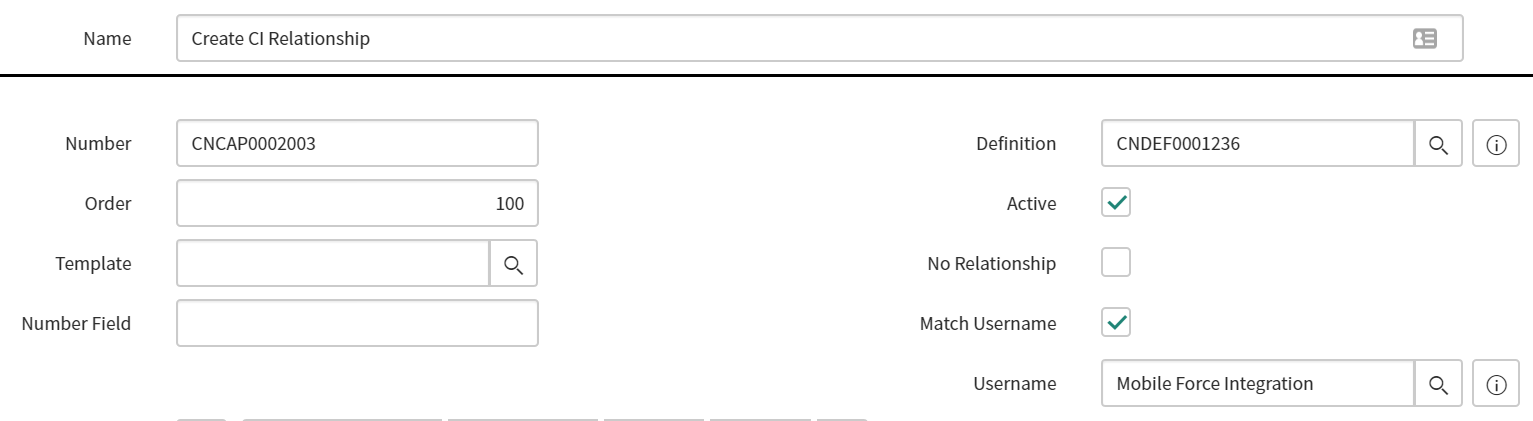 Name Create CI Relationship
Number CNCAP0002003 Definition CNDEF0001236
Order 100 Active
Template No Relationship
Number Field Match Username
Username Mobile Force Integration